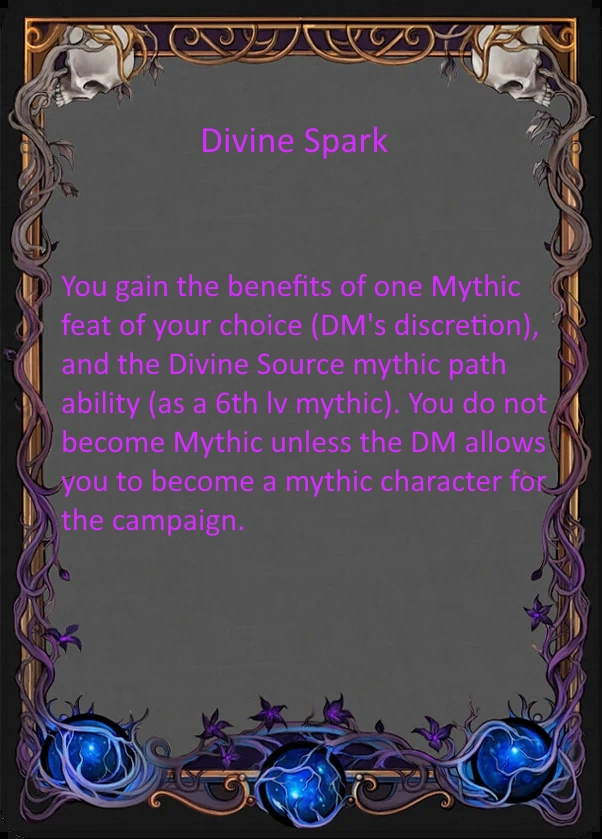 Divine Spark
You gain the benefits of one Mythic
feat of your choice (DM's discretion),
and the Divine Source mythic path
ability (as a 6th lv mythic). You do not
become Mythic unless the DM allows
you to become a mythic character for
the campaign.